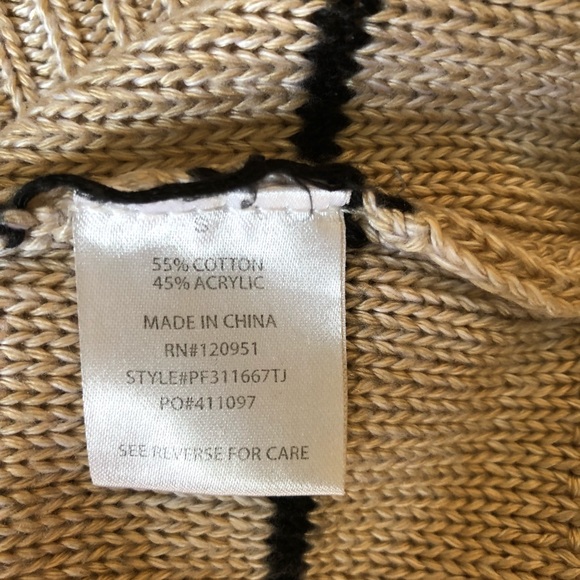 S
55% COTTON
45% ACRYLIC
MADE IN CHINA
RN#120951
STYLE#PF311667TJ
PO#411097
SEE REVERSE FOR CARE